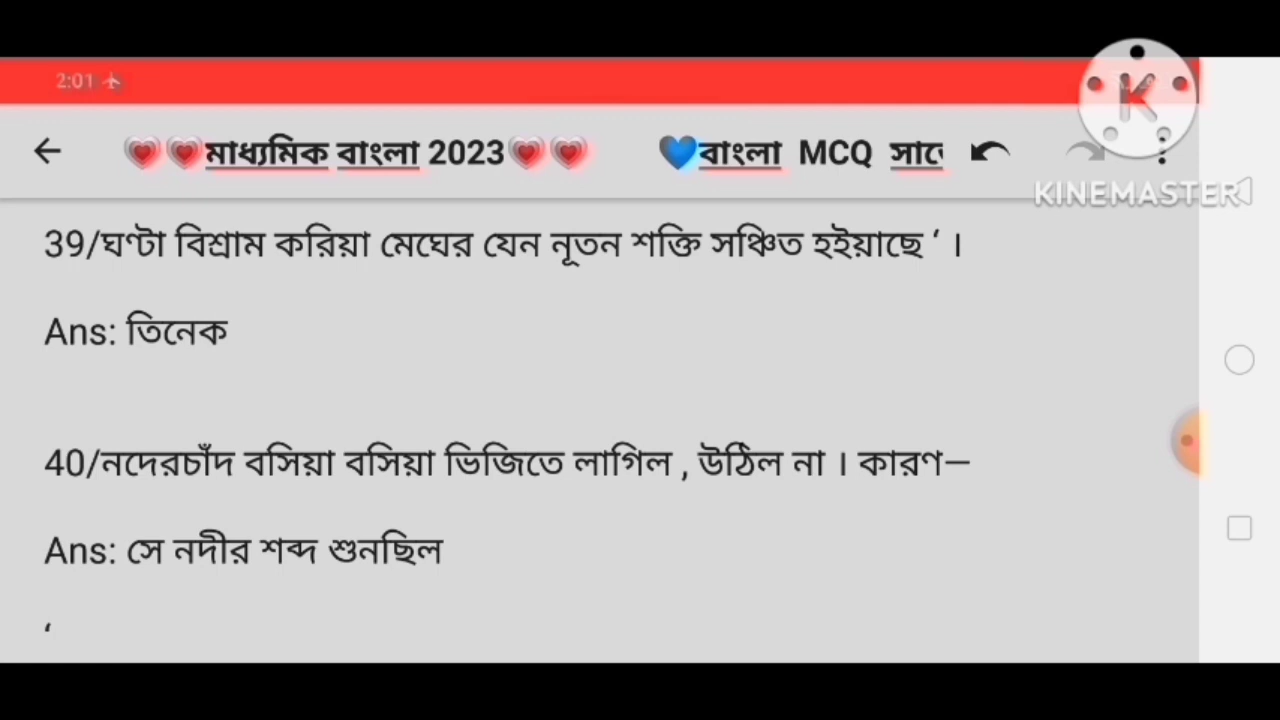 2:01
মাধ্যমিক বাংলা 2023 বাংলা MCQ সাে
KINEMASTER
39/ঘণ্টা বিশ্রাম করিয়া মেঘের যেন নূতন শক্তি সঞ্চিত হইয়াছে ‘ ।
Ans: তিনেক
40/নদেরচাঁদ বসিয়া বসিয়া ভিজিতে লাগিল , উঠিল না । কারণ—
Ans: সে নদীর শব্দ শুনছিল
‘